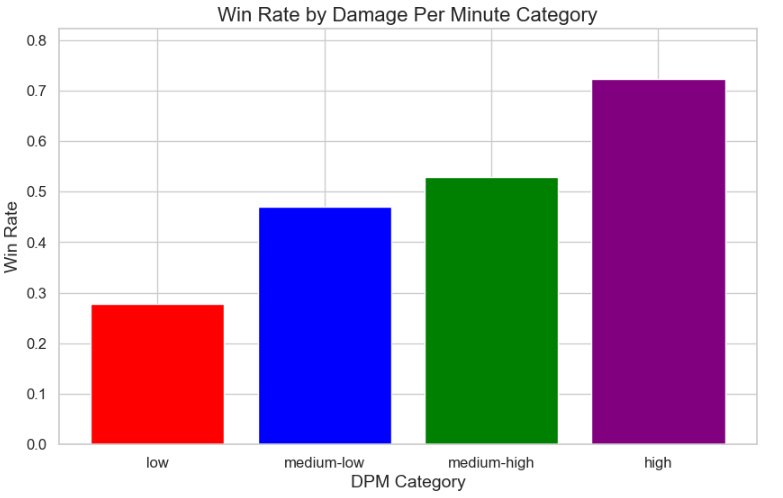 Win Rate by Damage Per Minute Category
0.8
0.7
0.6
0.5
0.4
0.3
0.2
0.1
0.0
Win Rate
low medium-low medium-high high
DPM Category